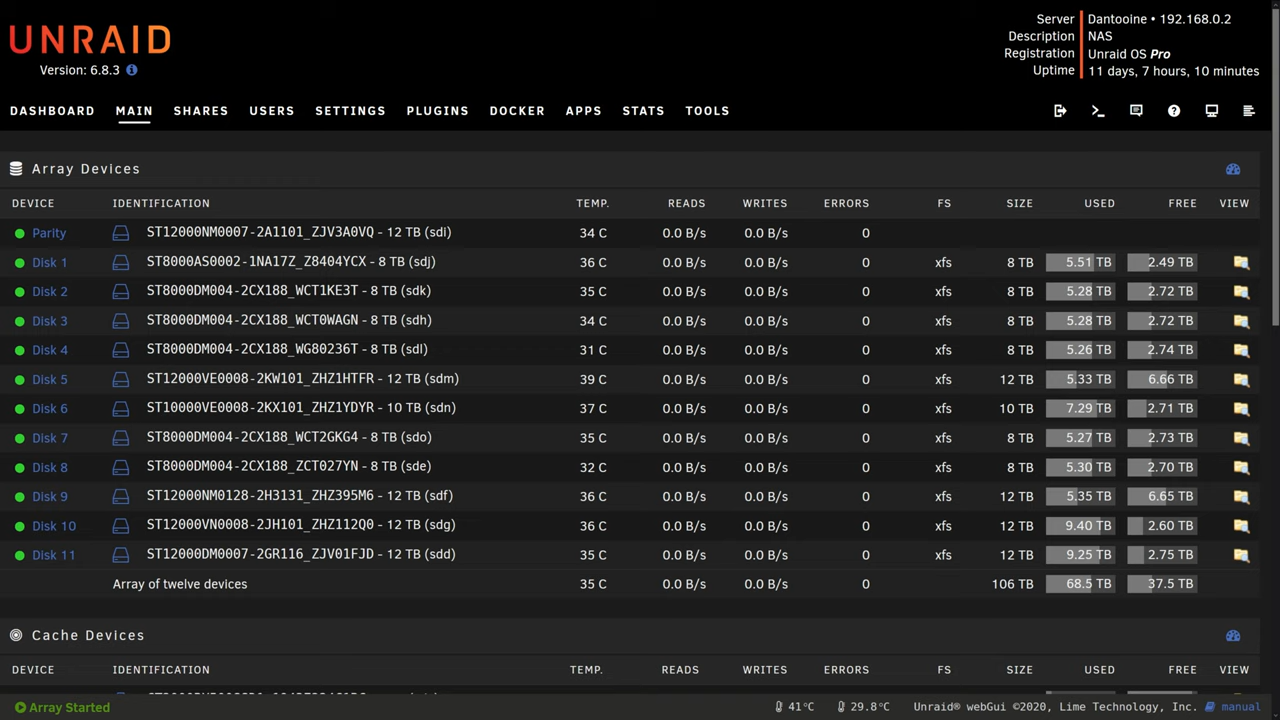 UNRAID
Version: 6.8.3
Server Dantooine • 192.168.0.2
Description NAS
Registration Unraid OS Pro
Uptime 11 days, 7 hours, 10 minutes
DASHBOARD MAIN SHARES USERS SETTINGS PLUGINS DOCKER APPS STATS TOOLS
Array Devices
DEVICE IDENTIFICATION TEMP. READS WRITES ERRORS FS SIZE USED FREE VIEW
Parity ST12000NM0007-2A1101_ZJV3A0VQ - 12 TB (sdi) 34 C 0.0 B/s 0.0 B/s 0
Disk 1 ST8000AS0002-1NA17Z_Z8404YCX - 8 TB (sdj) 36 C 0.0 B/s 0.0 B/s 0 xfs 8 TB 5.51 TB 2.49 TB
Disk 2 ST8000DM004-2CX188_WCT1KE3T - 8 TB (sdk) 35 C 0.0 B/s 0.0 B/s 0 xfs 8 TB 5.28 TB 2.72 TB
Disk 3 ST8000DM004-2CX188_WCT0WAGN - 8 TB (sdh) 34 C 0.0 B/s 0.0 B/s 0 xfs 8 TB 5.28 TB 2.72 TB
Disk 4 ST8000DM004-2CX188_WG80236T - 8 TB (sdl) 31 C 0.0 B/s 0.0 B/s 0 xfs 8 TB 5.26 TB 2.74 TB
Disk 5 ST12000VE0008-2KW101_ZHZ1HTFR - 12 TB (sdm) 39 C 0.0 B/s 0.0 B/s 0 xfs 12 TB 5.33 TB 6.66 TB
Disk 6 ST10000VE0008-2KX101_ZHZ1YDYR - 10 TB (sdn) 37 C 0.0 B/s 0.0 B/s 0 xfs 10 TB 7.29 TB 2.71 TB
Disk 7 ST8000DM004-2CX188_WCT2GKG4 - 8 TB (sdo) 35 C 0.0 B/s 0.0 B/s 0 xfs 8 TB 5.27 TB 2.73 TB
Disk 8 ST8000DM004-2CX188_ZCT027YN - 8 TB (sde) 32 C 0.0 B/s 0.0 B/s 0 xfs 8 TB 5.30 TB 2.70 TB
Disk 9 ST12000NM0128-2H3131_ZHZ395M6 - 12 TB (sdf) 36 C 0.0 B/s 0.0 B/s 0 xfs 12 TB 5.35 TB 6.65 TB
Disk 10 ST12000VN0008-2JH101_ZHZ112Q0 - 12 TB (sdg) 36 C 0.0 B/s 0.0 B/s 0 xfs 12 TB 9.40 TB 2.60 TB
Disk 11 ST12000DM0007-2GR116_ZJV01FJD - 12 TB (sdd) 35 C 0.0 B/s 0.0 B/s 0 xfs 12 TB 9.25 TB 2.75 TB
Array of twelve devices 35 C 0.0 B/s 0.0 B/s 0 106 TB 68.5 TB 37.5 TB
Cache Devices
DEVICE IDENTIFICATION TEMP. READS WRITES ERRORS FS SIZE USED FREE VIEW
Array Started 41°C 29.8°C Unraid® webGui ©2020, Lime Technology, Inc. manual